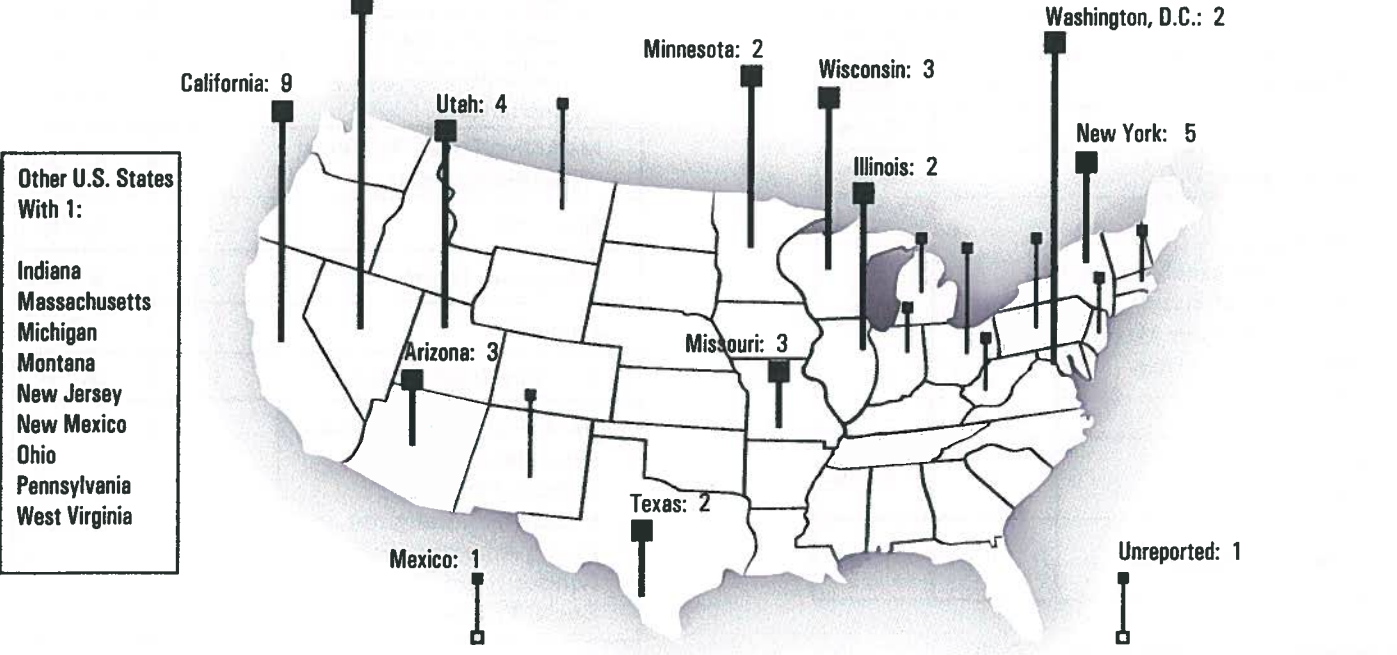 Washington, D.C.: 2
Minnesota: 2
Wisconsin: 3
California: 9
Utah: 4
New York: 5
Illinois: 2
Other U.S. States
With 1:
Indiana
Massachusetts
Michigan
Montana
New Jersey
New Mexico
Ohio
Pennsylvania
West Virginia
Arizona: 3
Missouri: 3
Texas: 2
Mexico: 1
Unreported: 1